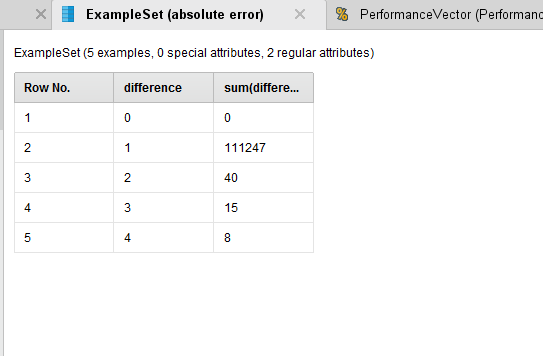 ExampleSet (absolute error) PerformanceVector (Performanc
ExampleSet (5 examples, 0 special attributes, 2 regular attributes)
Row No. difference sum(differe...
1 0 0
2 1 111247
3 2 40
4 3 15
5 4 8